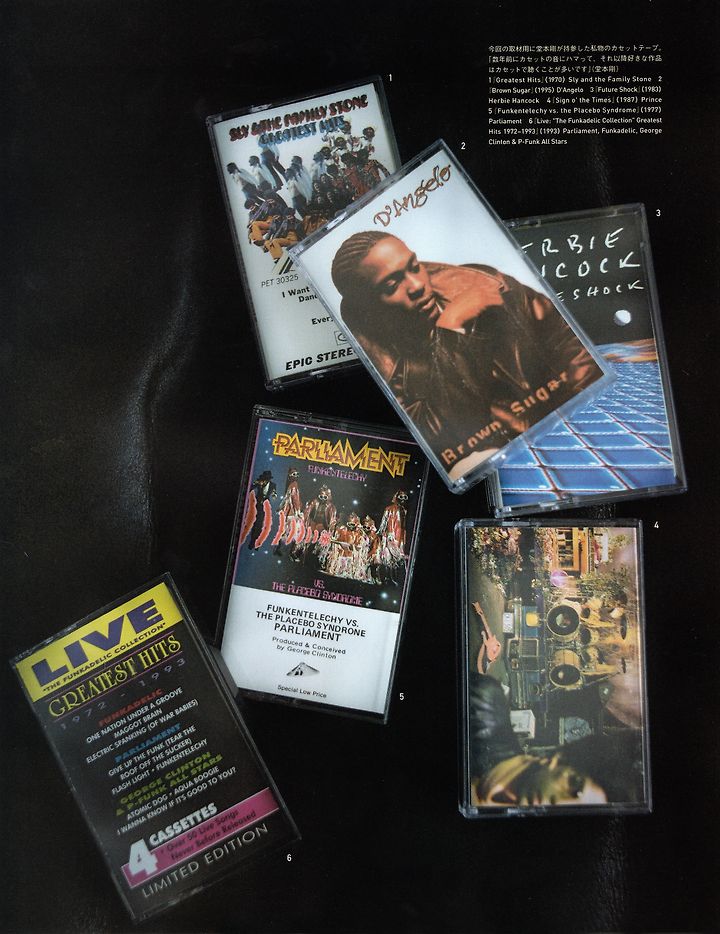 今回の取材用に堂本剛が持参した私物のカセットテープ。
「数年前にカセットの音にハマって、それ以降好きな作品
はカセットで聴くことが多いです」(堂本剛)
1『Greatest Hits』(1970) Sly and the Family Stone 2
『Brown Sugar』(1995) D'Angelo 3『Future Shock』(1983)
Herbie Hancock 4『Sign o' the Times』(1987) Prince
5『Funkentelechy vs. the Placebo Syndrome』(1977)
Parliament 6『Live: "The Funkadelic Collection" Greatest
Hits 1972~1993』(1993) Parliament, Funkadelic, George
Clinton & P-Funk All Stars
1
SLY & THE FAMILY STONE
GREATEST HITS
PET 30325
I Want
Danc
Every
EPIC STEREO
2
D'Angelo
Brown Sugar
3
ERBIE
NCOCK
ESHOCK
4
PARLIAMENT
FUNKENTELECHY
VS.
THE PLACEBO SYNDROME
FUNKENTELECHY VS.
THE PLACEBO SYNDRONE
PARLIAMENT
Produced & Conceived
by George Clinton
Special Low Price
5
LIVE
"THE FUNKADELIC COLLECTION"
GREATEST HITS
1972 - 1993
FUNKADELIC
ONE NATION UNDER A GROOVE
MAGGOT BRAIN
ELECTRIC SPANKING (OF WAR BABIES)
PARLIAMENT
GIVE UP THE FUNK (TEAR THE
ROOF OFF THE SUCKER)
FLASH LIGHT • FUNKENTELECHY
GEORGE CLINTON
& P-FUNK ALL STARS
ATOMIC DOG • AQUA BOOGIE
I WANNA KNOW IF IT'S GOOD TO YOU?
4 CASSETTES
• Over 50 Live Songs
Never Before Released
LIMITED EDITION
6